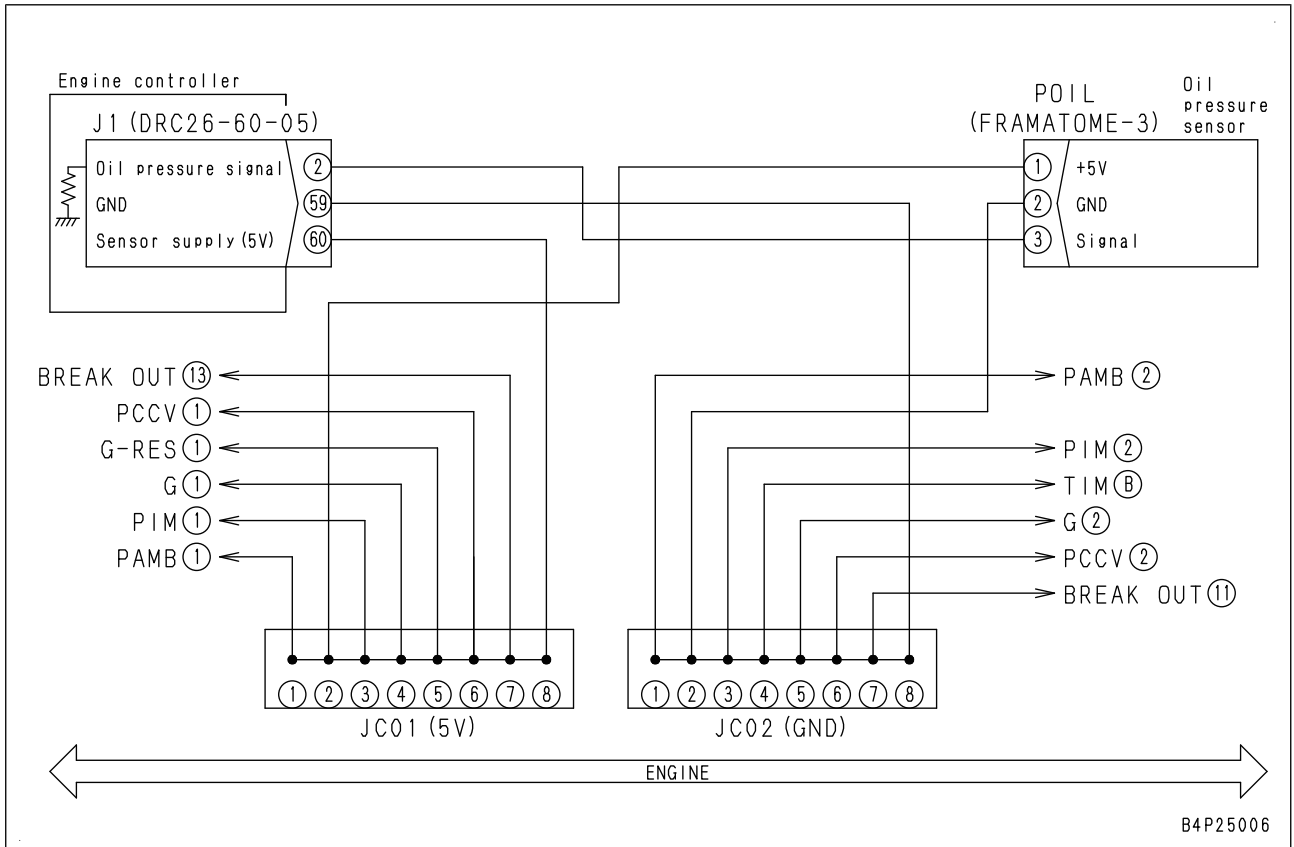 Engine controller
J1 (DRC26-60-05)
Oil pressure signal 2
GND 59
Sensor supply (5V) 60
POIL
(FRAMATOME-3)
Oil
pressure
sensor
1 +5V
2 GND
3 Signal
BREAK OUT 13
PCCV 1
G-RES 1
G 1
PIM 1
PAMB 1
PAMB 2
PIM 2
TIM B
G 2
PCCV 2
BREAK OUT 11
1 2 3 4 5 6 7 8
JC01 (5V)
1 2 3 4 5 6 7 8
JC02 (GND)
ENGINE
B4P25006